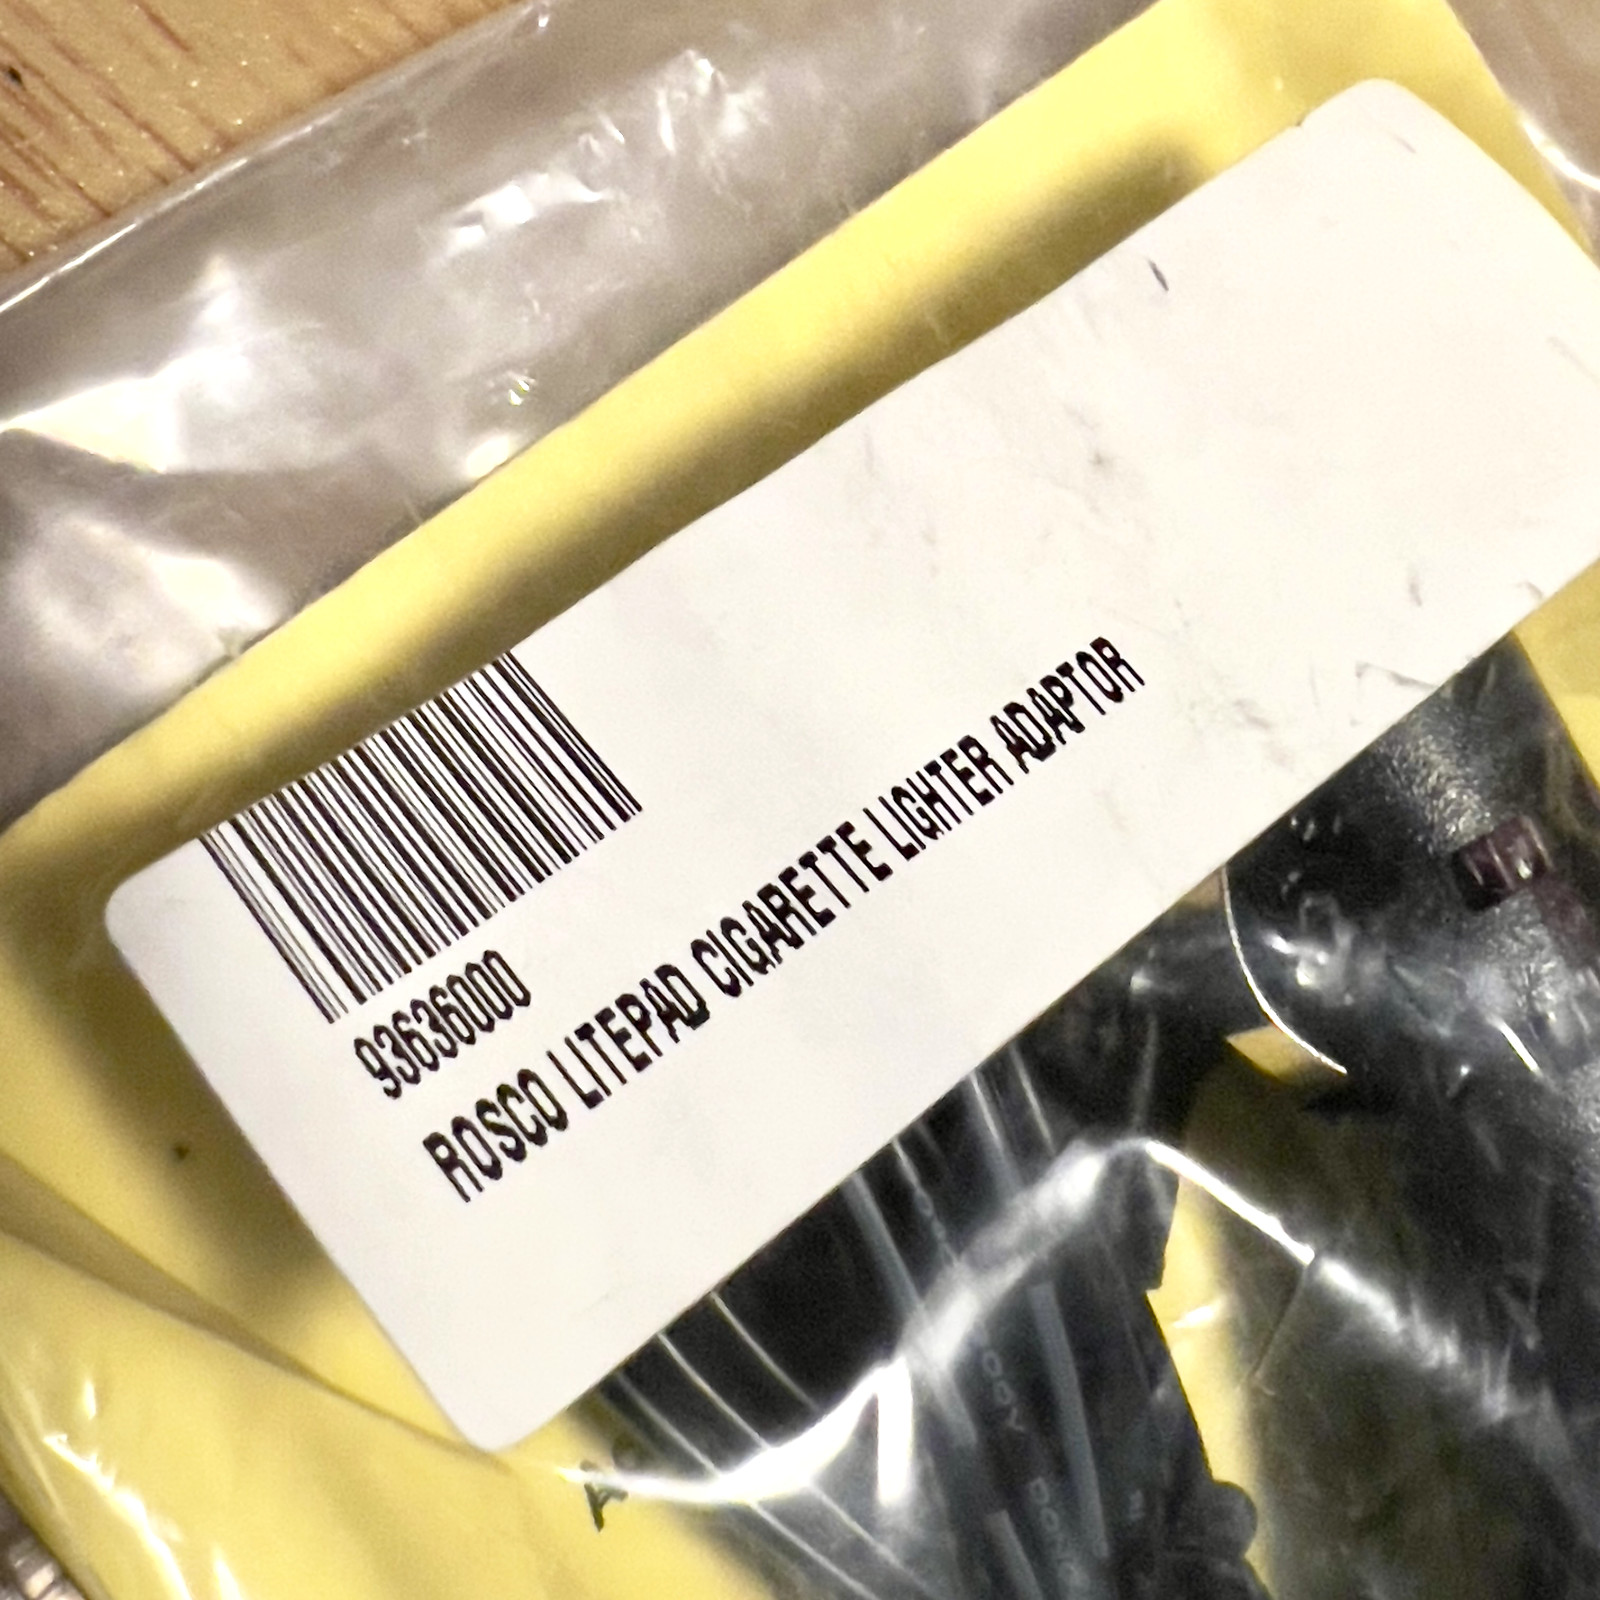 93636000
ROSCO LITEPAD CIGARETTE LIGHTER ADAPTOR